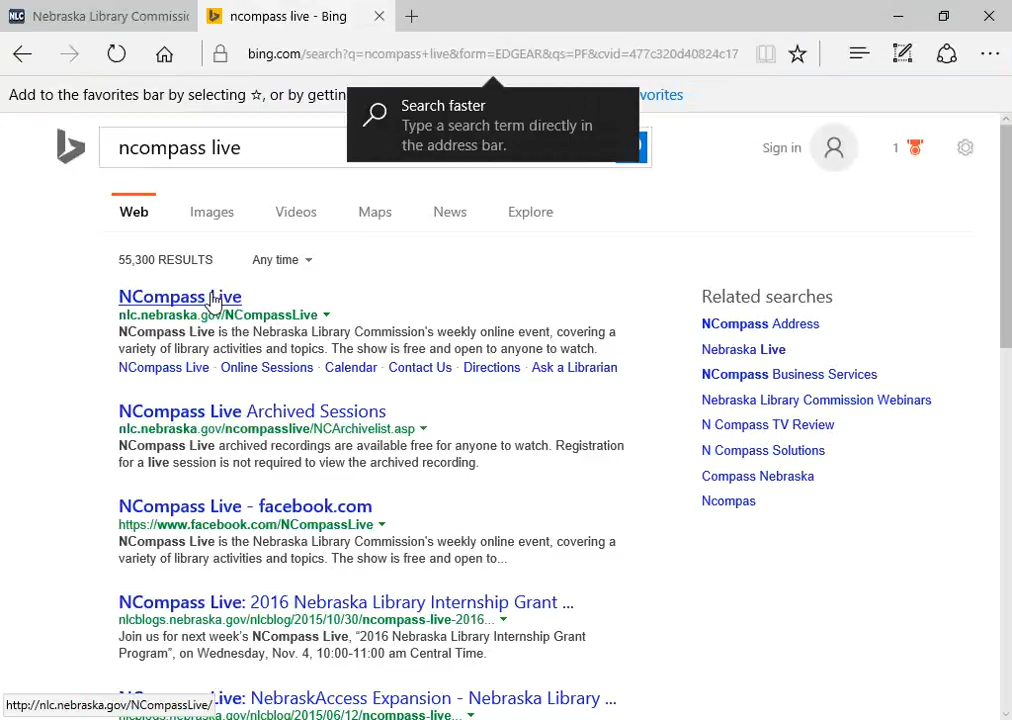 NLC Nebraska Library Commissic
ncompass live - Bing
bing.com/search?q=ncompass+live&form=EDGEAR&qs=PF&cvid=477c320d40824c17
Add to the favorites bar by selecting ☆, or by gettin
vorites
Search faster
Type a search term directly in
the address bar.
ncompass live
Sign in
1
Web Images Videos Maps News Explore
55,300 RESULTS Any time
NCompass Live
nlc.nebraska.gov/NCompassLive
NCompass Live is the Nebraska Library Commission's weekly online event, covering a
variety of library activities and topics. The show is free and open to anyone to watch.
NCompass Live · Online Sessions · Calendar · Contact Us · Directions · Ask a Librarian
NCompass Live Archived Sessions
nlc.nebraska.gov/ncompasslive/NCArchivelist.asp
NCompass Live archived recordings are available free for anyone to watch. Registration
for a live session is not required to view the archived recording.
NCompass Live - facebook.com
https://www.facebook.com/NCompassLive
NCompass Live is the Nebraska Library Commission's weekly online event, covering a
variety of library activities and topics. The show is free and open to...
NCompass Live: 2016 Nebraska Library Internship Grant ...
nlcblogs.nebraska.gov/nlcblog/2015/10/30/ncompass-live-2016...
Join us for next week's NCompass Live, “2016 Nebraska Library Internship Grant
Program”, on Wednesday, Nov. 4, 10:00-11:00 am Central Time.
Live: NebraskAccess Expansion - Nebraska Library ...
nlcblogs.nebraska.gov/nlcblog/2015/06/12/ncompass-live...
Related searches
NCompass Address
Nebraska Live
NCompass Business Services
Nebraska Library Commission Webinars
N Compass TV Review
N Compass Solutions
Compass Nebraska
Ncompas
http://nlc.nebraska.gov/NCompassLive/